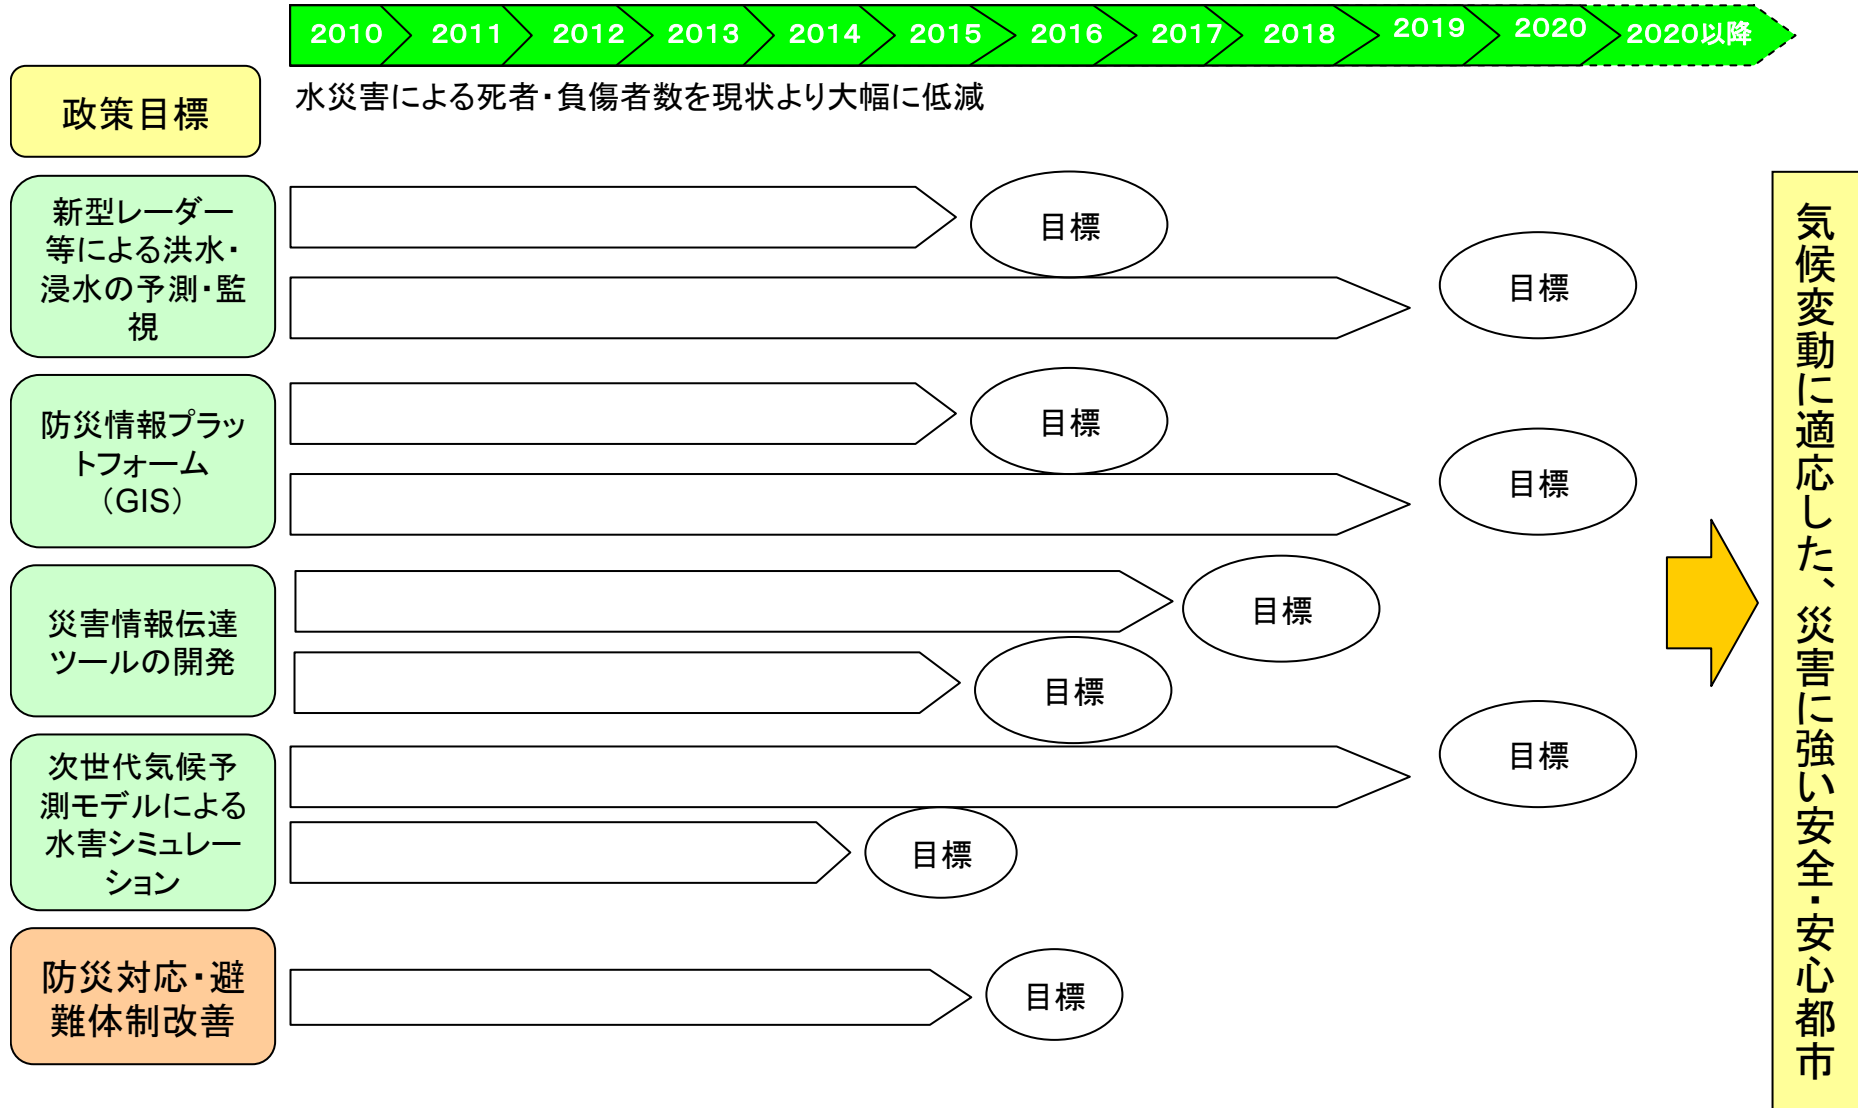 2010 2011 2012 2013 2014 2015 2016 2017 2018 2019 2020 2020以降
政策目標
水災害による死者・負傷者数を現状より大幅に低減
新型レーダー
等による洪水・
浸水の予測・監
視
目標
目標
防災情報プラッ
トフォーム
（GIS）
目標
目標
災害情報伝達
ツールの開発
目標
目標
次世代気候予
測モデルによる
水害シミュレー
ション
目標
目標
防災対応・避
難体制改善
目標
気候変動に適応した、災害に強い安全・安心都市